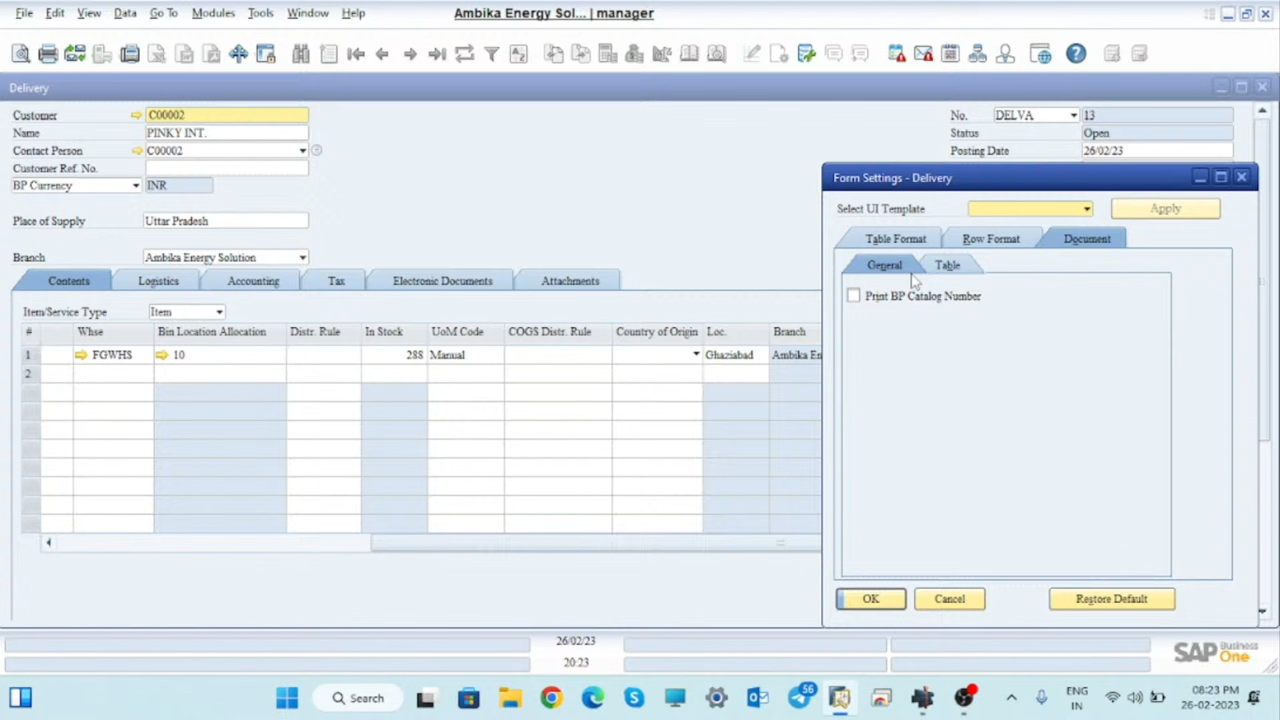 File Edit View Data Go To Modules Tools Window Help Ambika Energy Sol... | manager
Delivery
Customer C00002 No. DELVA 13
Name PINKY INT. Status Open
Contact Person C00002 Posting Date 26/02/23
Customer Ref. No.
BP Currency INR
Place of Supply Uttar Pradesh
Branch Ambika Energy Solution
Contents Logistics Accounting Tax Electronic Documents Attachments
Item/Service Type Item
# Whse Bin Location Allocation Distr. Rule In Stock UoM Code COGS Distr. Rule Country of Origin Loc. Branch
1 FGWHS 10 288 Manual Ghaziabad Ambika En
2
Form Settings - Delivery
Select UI Template Apply
Table Format Row Format Document
General Table
Print BP Catalog Number
OK Cancel Restore Default
26/02/23
20:23
SAP Business One
Search
56
ENG
IN
08:23 PM
26-02-2023